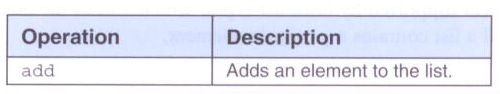 Operation Description
add Adds an element to the list.